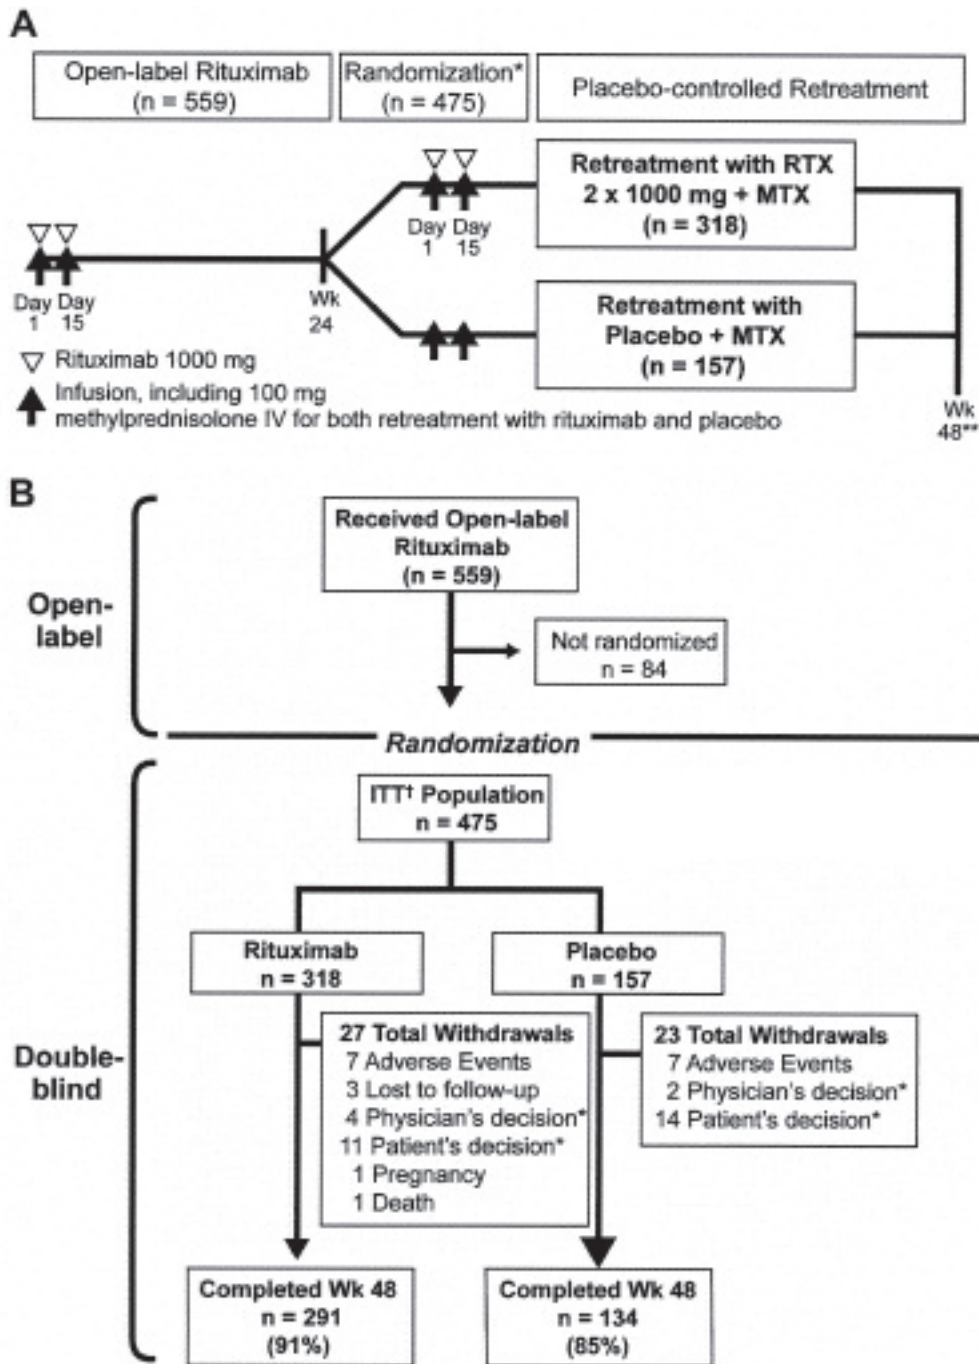 A
Open-label Rituximab
(n = 559)
Randomization*
(n = 475)
Placebo-controlled Retreatment
Retreatment with RTX
2 x 1000 mg + MTX
(n = 318)
Day
1
Day
15
Day
1
Day
15
Wk
24
Retreatment with
Placebo + MTX
(n = 157)
Rituximab 1000 mg
Infusion, including 100 mg
methylprednisolone IV for both retreatment with rituximab and placebo
Wk
48**
B
Open-
label
Received Open-label
Rituximab
(n = 559)
Not randomized
n = 84
Randomization
ITT† Population
n = 475
Double-
blind
Rituximab
n = 318
Placebo
n = 157
27 Total Withdrawals
7 Adverse Events
3 Lost to follow-up
4 Physician's decision*
11 Patient's decision*
1 Pregnancy
1 Death
23 Total Withdrawals
7 Adverse Events
2 Physician's decision*
14 Patient's decision*
Completed Wk 48
n = 291
(91%)
Completed Wk 48
n = 134
(85%)